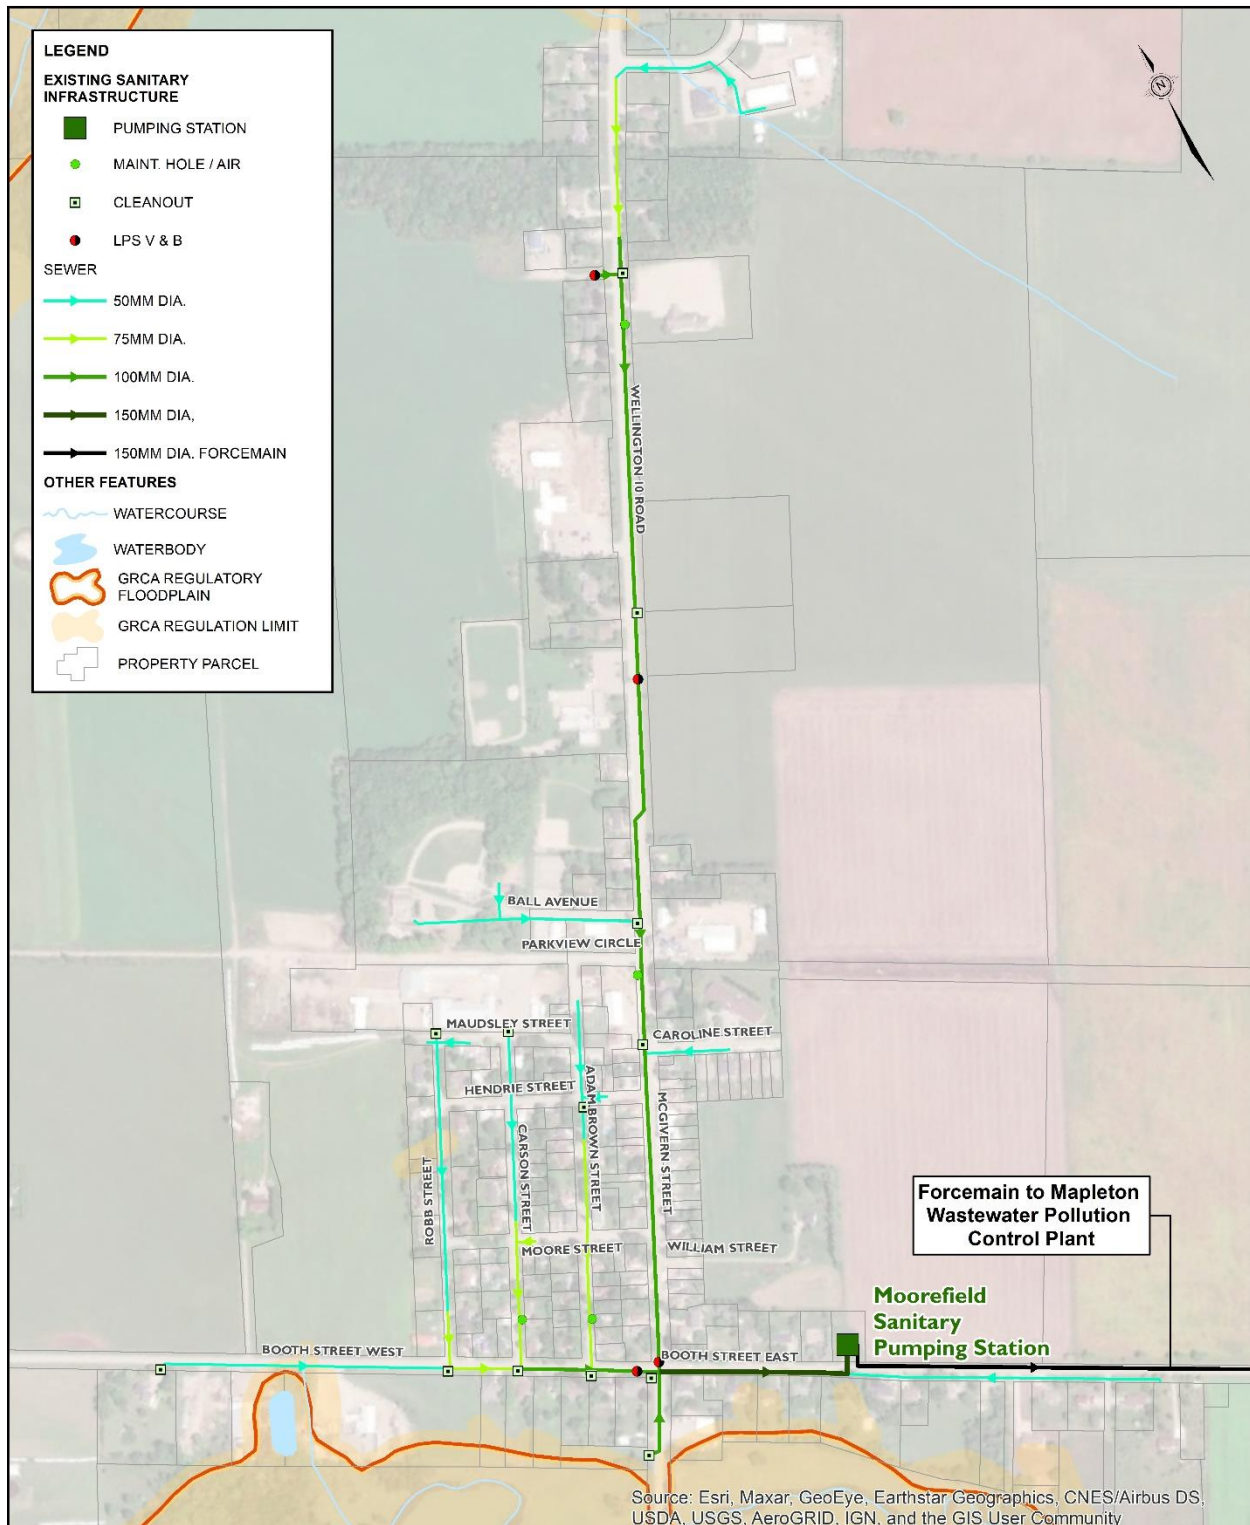 LEGEND
EXISTING SANITARY
INFRASTRUCTURE
PUMPING STATION
MAINT. HOLE / AIR
CLEANOUT
LPS V & B
SEWER
50MM DIA.
75MM DIA.
100MM DIA.
150MM DIA,
150MM DIA. FORCEMAIN
OTHER FEATURES
WATERCOURSE
WATERBODY
GRCA REGULATORY
FLOODPLAIN
GRCA REGULATION LIMIT
PROPERTY PARCEL
N
WELLINGTON 10 ROAD
BALL AVENUE
PARKVIEW CIRCLE
MAUDSLEY STREET
CAROLINE STREET
HENDRIE STREET
ADAM BROWN STREET
MCGIVERN STREET
CARSON STREET
ROBB STREET
MOORE STREET
WILLIAM STREET
Forcemain to Mapleton
Wastewater Pollution
Control Plant
Moorefield
Sanitary
Pumping Station
BOOTH STREET WEST
BOOTH STREET EAST
Source: Esri, Maxar, GeoEye, Earthstar Geographics, CNES/Airbus DS,
USDA, USGS, AeroGRID, IGN, and the GIS User Community